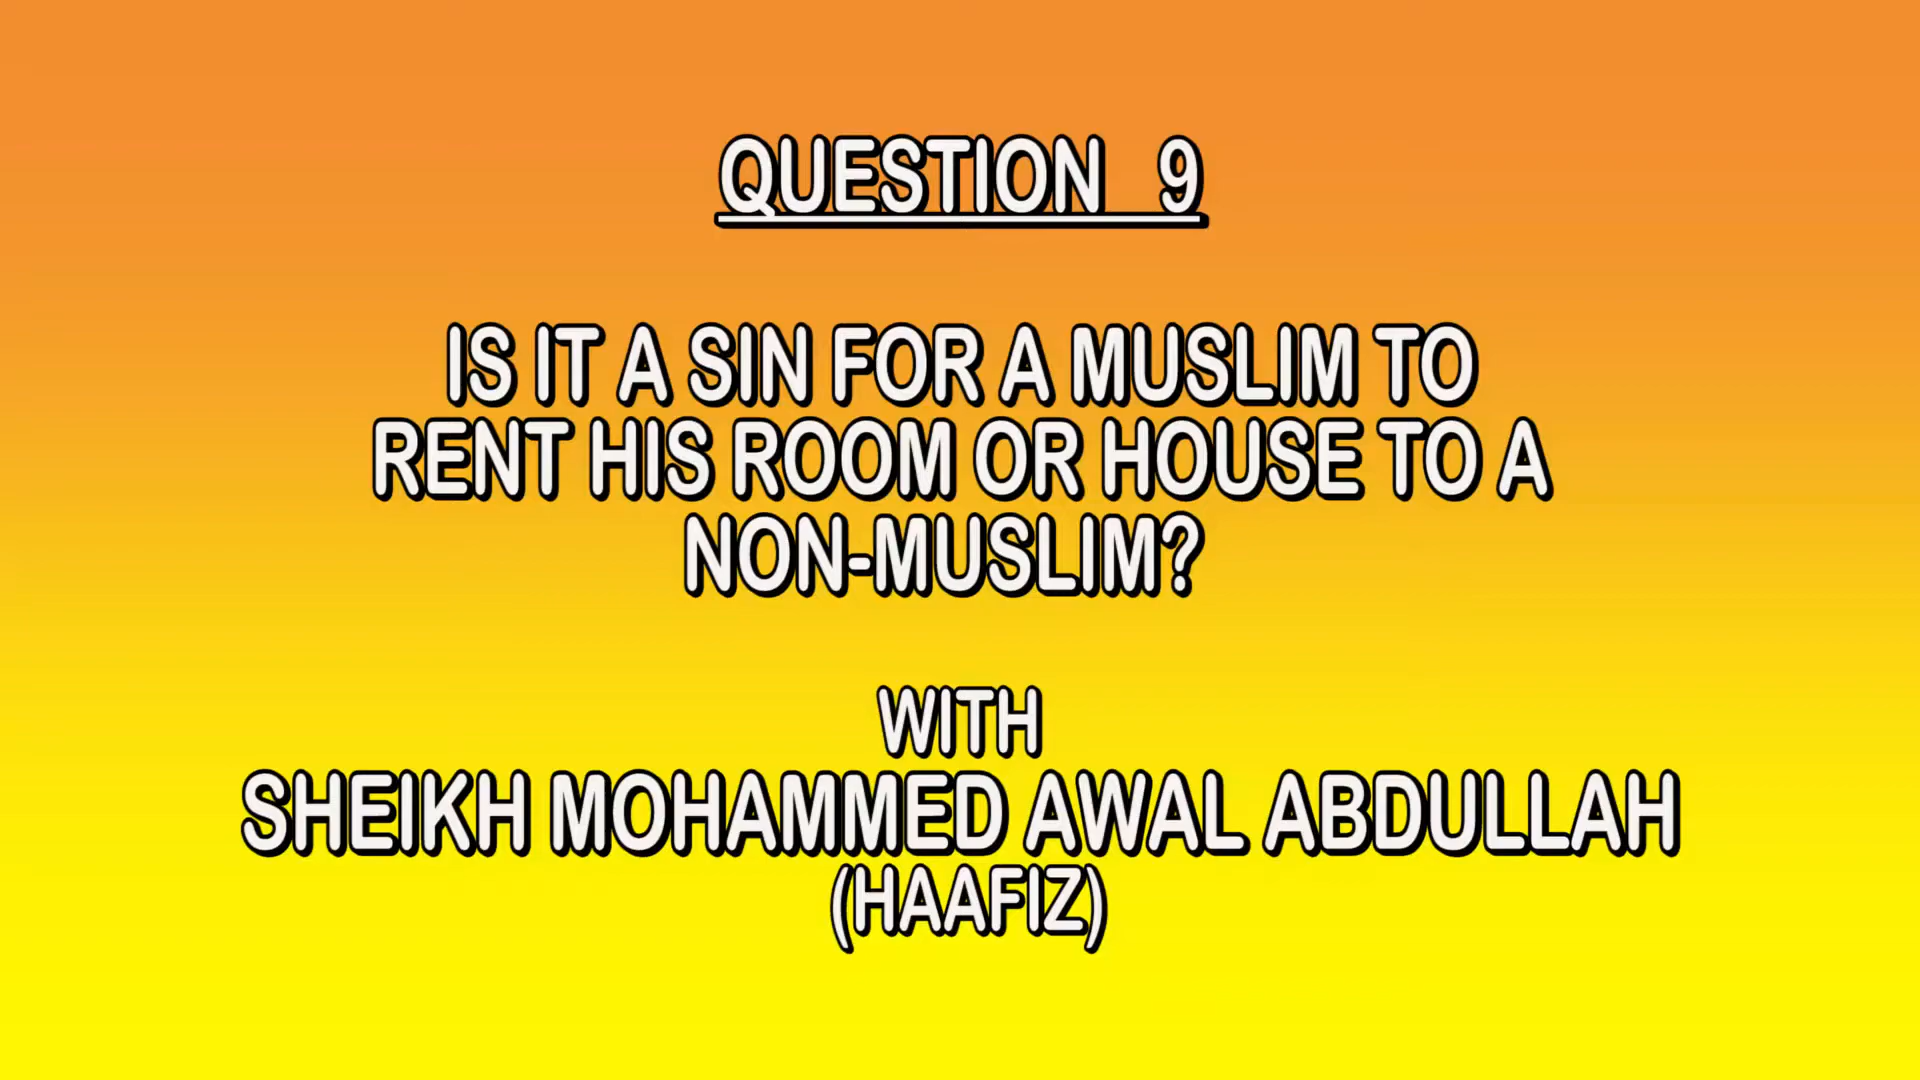 QUESTION 9
IS IT A SIN FOR A MUSLIM TO
RENT HIS ROOM OR HOUSE TO A
NON-MUSLIM?
WITH
SHEIKH MOHAMMED AWAL ABDULLAH
(HAAFIZ)